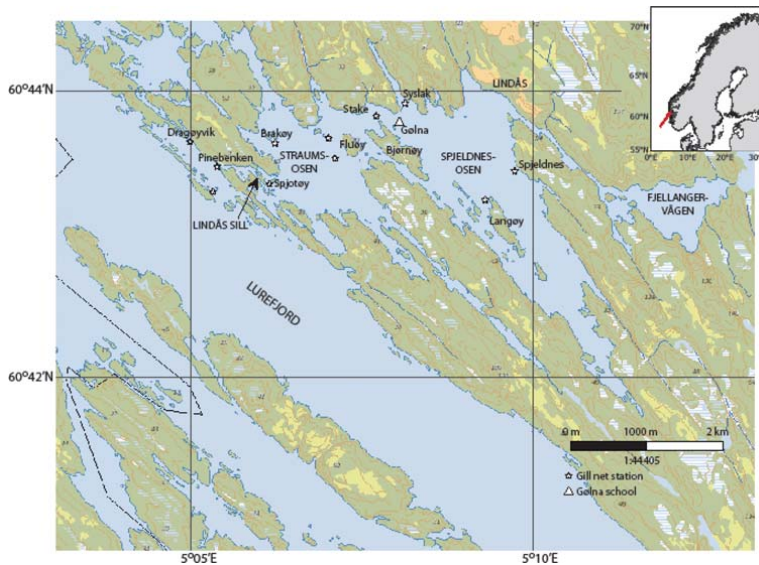 70°N
65°N
60°N
55°N
0°E
10°E
20°E
60°44'N
LINDÅS
Syslak
Stake
Gølna
Dragøyvik
Brakøy
Fluøy
STRAUMS-
OSEN
Bjørnøy
SPJELDNES-
OSEN
Spjeldnes
Pinebenken
Spjotøy
FJELLANGER-
VÅGEN
LINDÅS SILL
Langøy
LUREFJORD
60°42'N
0 m
1000 m
2 km
1:44405
Gill net station
Gølna school
5°05'E
5°10'E